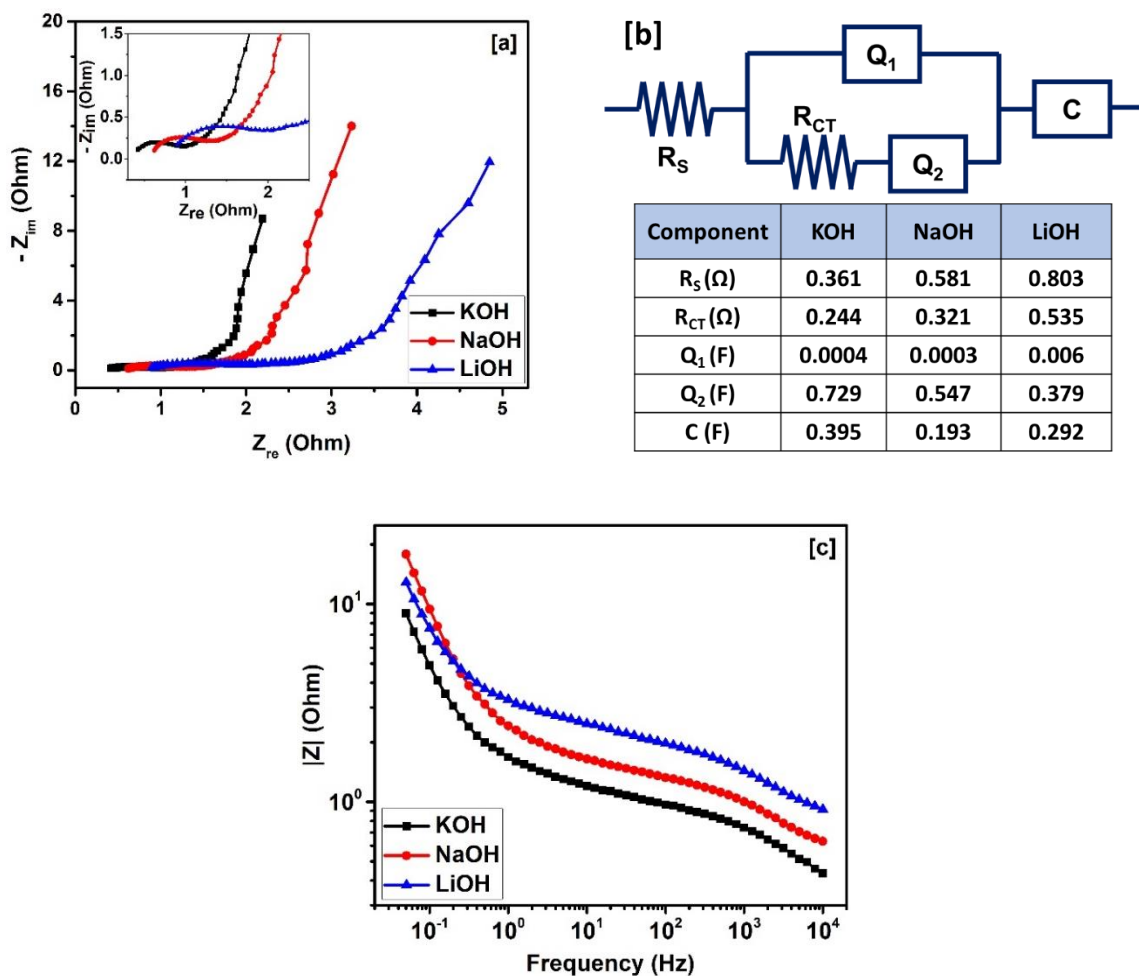 [a]
- Z_im (Ohm)
20
16
12
8
4
0
0 1 2 3 4 5
Z_re (Ohm)
KOH
NaOH
LiOH
- Z_im (Ohm)
1.5
1.0
0.5
0.0
1 2
Z_re (Ohm)
[b]
Q_1
R_S
R_CT
Q_2
C
Component KOH NaOH LiOH
R_S (Ω) 0.361 0.581 0.803
R_CT (Ω) 0.244 0.321 0.535
Q_1 (F) 0.0004 0.0003 0.006
Q_2 (F) 0.729 0.547 0.379
C (F) 0.395 0.193 0.292
[c]
|Z| (Ohm)
10^1
10^0
KOH
NaOH
LiOH
10^-1 10^0 10^1 10^2 10^3 10^4
Frequency (Hz)